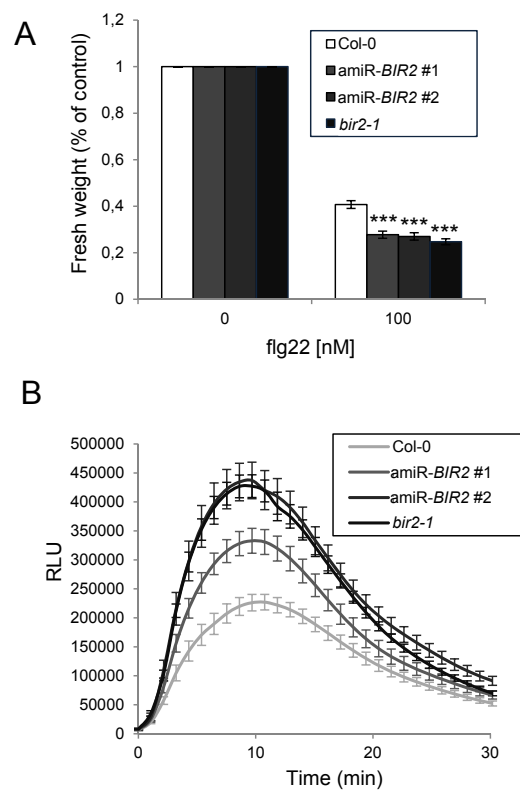 A
1,2
1
0,8
0,6
0,4
0,2
0
Fresh weight (% of control)
Col-0
amiR-BIR2 #1
amiR-BIR2 #2
bir2-1
*** *** ***
0 100
flg22 [nM]
B
500000
450000
400000
350000
300000
250000
200000
150000
100000
50000
0
RLU
Col-0
amiR-BIR2 #1
amiR-BIR2 #2
bir2-1
0 10 20 30
Time (min)